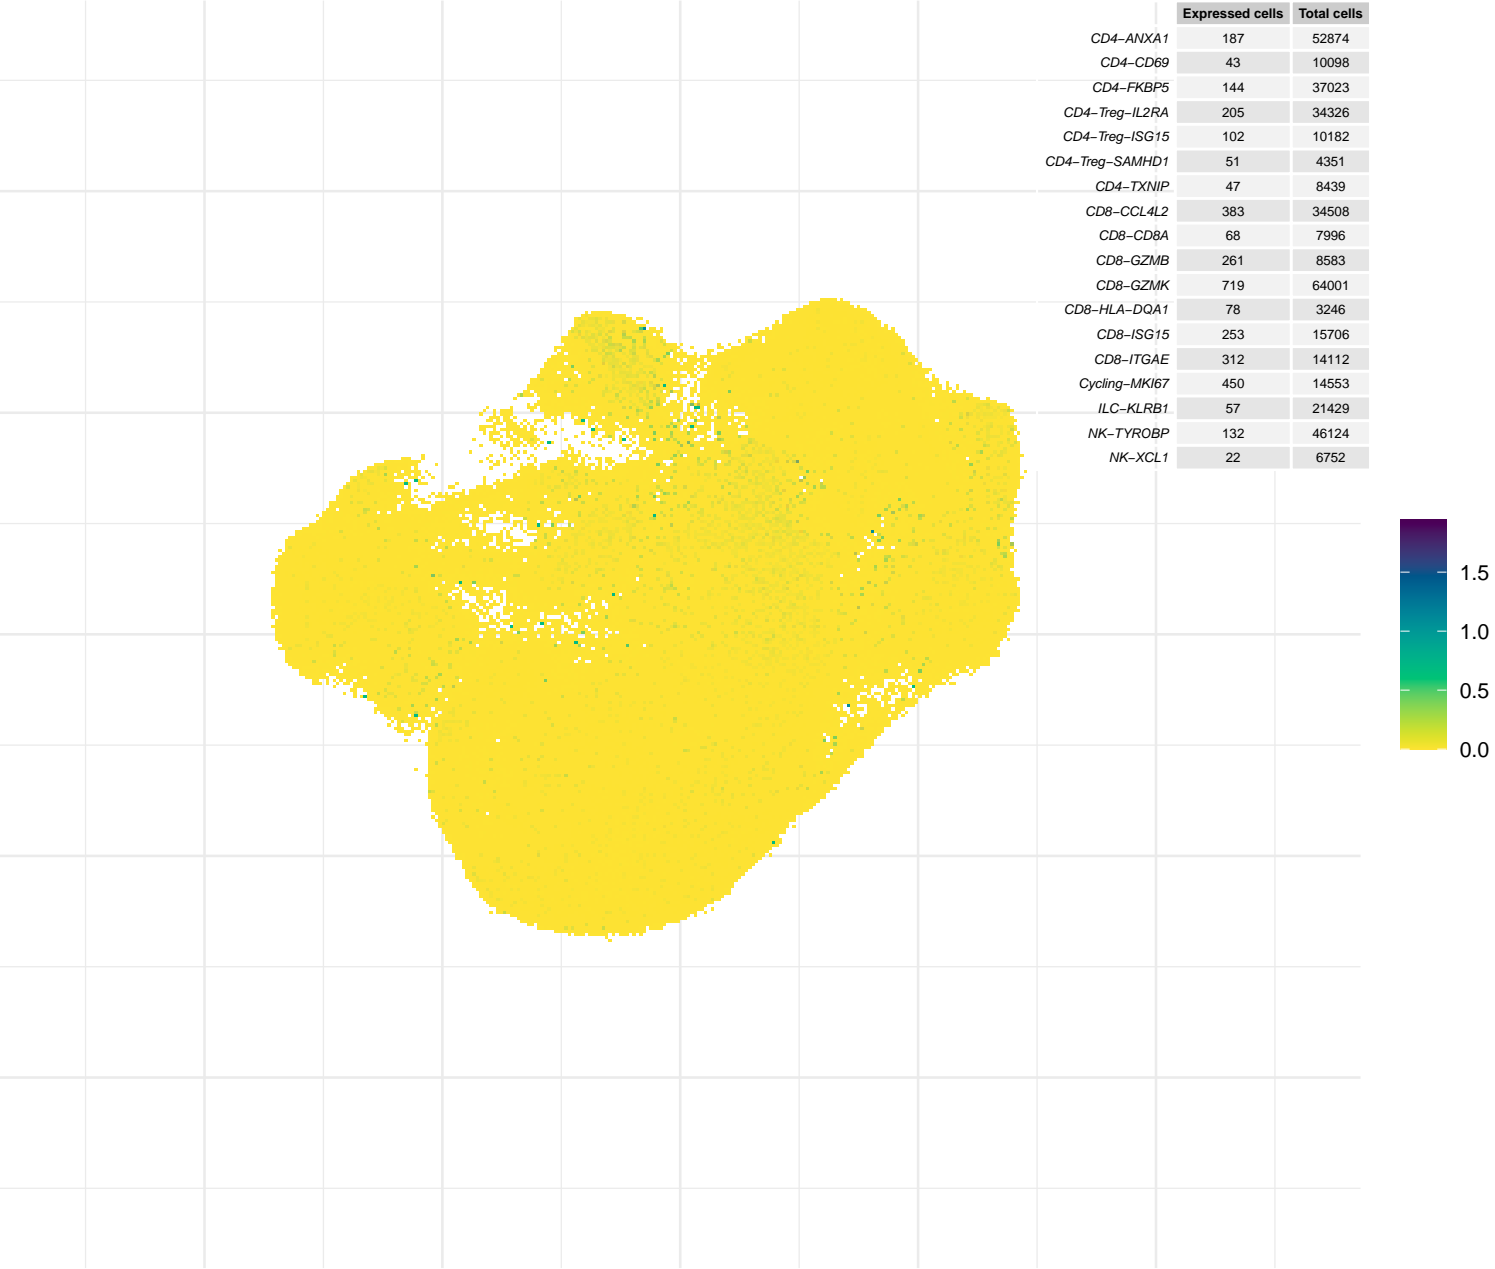 Expressed cells Total cells
CD4−ANXA1 187 52874
CD4−CD69 43 10098
CD4−FKBP5 144 37023
CD4−Treg−IL2RA 205 34326
CD4−Treg−ISG15 102 10182
CD4−Treg−SAMHD1 51 4351
CD4−TXNIP 47 8439
CD8−CCL4L2 383 34508
CD8−CD8A 68 7996
CD8−GZMB 261 8583
CD8−GZMK 719 64001
CD8−HLA−DQA1 78 3246
CD8−ISG15 253 15706
CD8−ITGAE 312 14112
Cycling−MKI67 450 14553
ILC−KLRB1 57 21429
NK−TYROBP 132 46124
NK−XCL1 22 6752
1.5
1.0
0.5
0.0